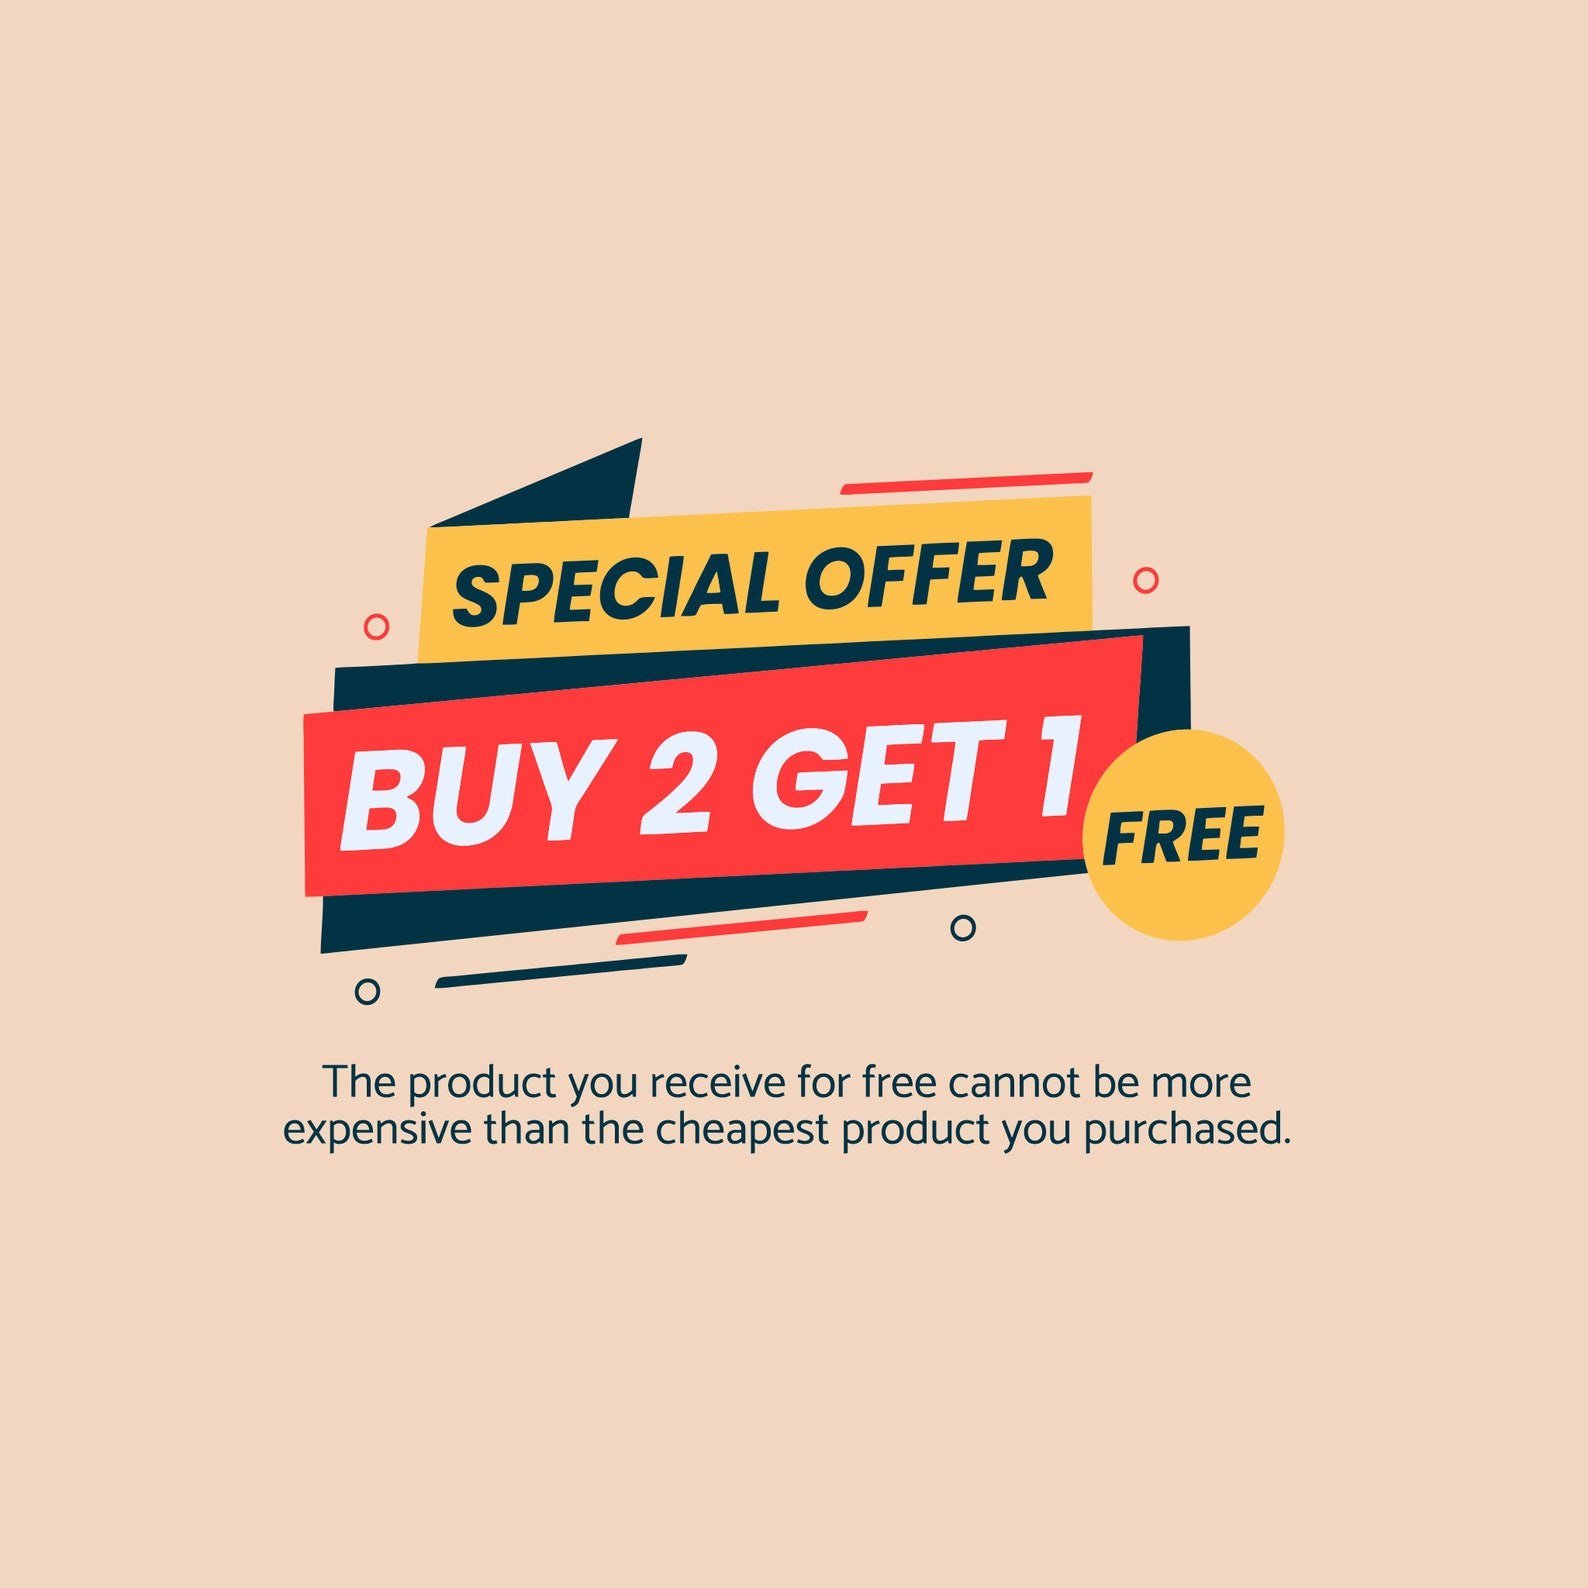 SPECIAL OFFER
BUY 2 GET 1
FREE
The product you receive for free cannot be more
expensive than the cheapest product you purchased.